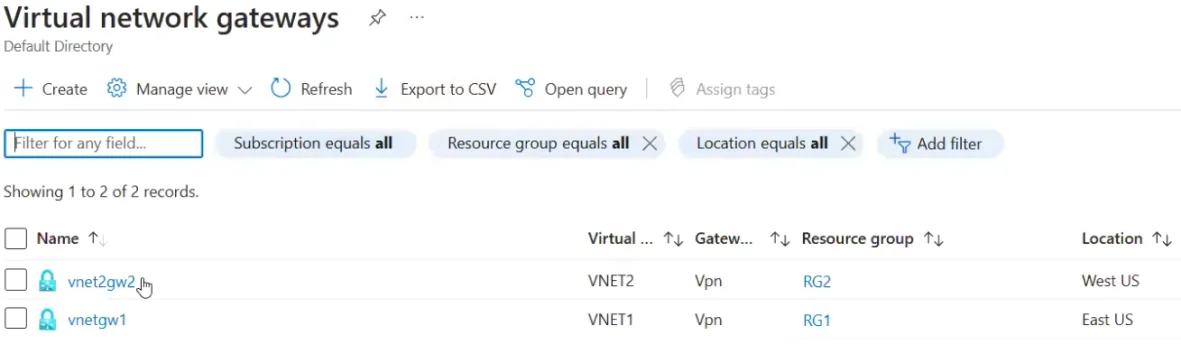 Virtual network gateways
Default Directory
Create Manage view Refresh Export to CSV Open query Assign tags
Filter for any field... Subscription equals all Resource group equals all Location equals all Add filter
Showing 1 to 2 of 2 records.
Name Virtual ... Gatew... Resource group Location
vnet2gw2 VNET2 Vpn RG2 West US
vnetgw1 VNET1 Vpn RG1 East US